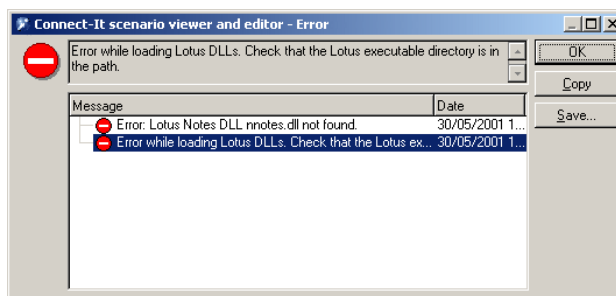 Connect-It scenario viewer and editor - Error
Error while loading Lotus DLLs. Check that the Lotus executable directory is in
the path.
OK
Copy
Save...
Message Date
Error: Lotus Notes DLL nnotes.dll not found. 30/05/2001 1...
Error while loading Lotus DLLs. Check that the Lotus ex... 30/05/2001 1...